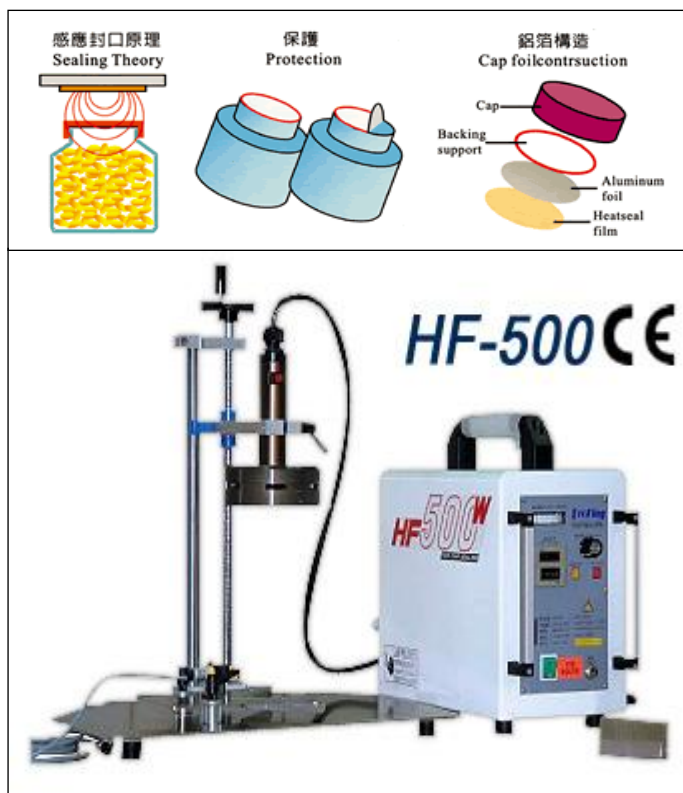 感應封口原理
Sealing Theory
保護
Protection
鋁箔構造
Cap foilcontrsuction
Cap
Backing
support
Aluminum
foil
Heatseal
film
HF-500 CE
HF500W